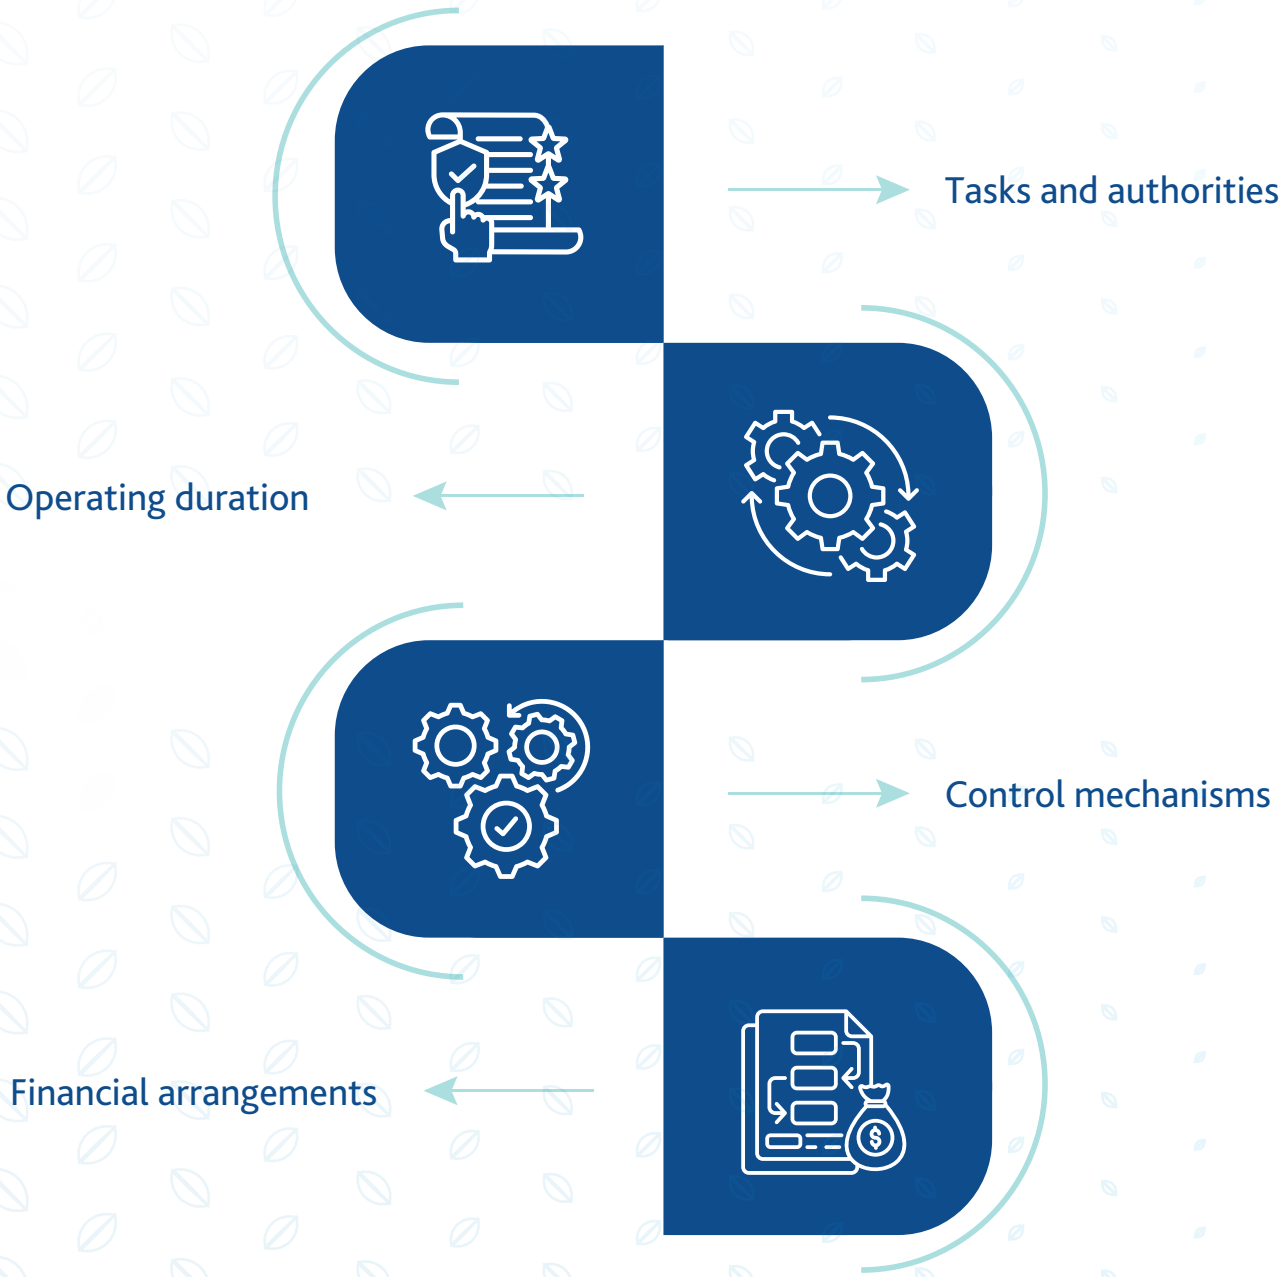 Tasks and authorities
Operating duration
Control mechanisms
Financial arrangements
$